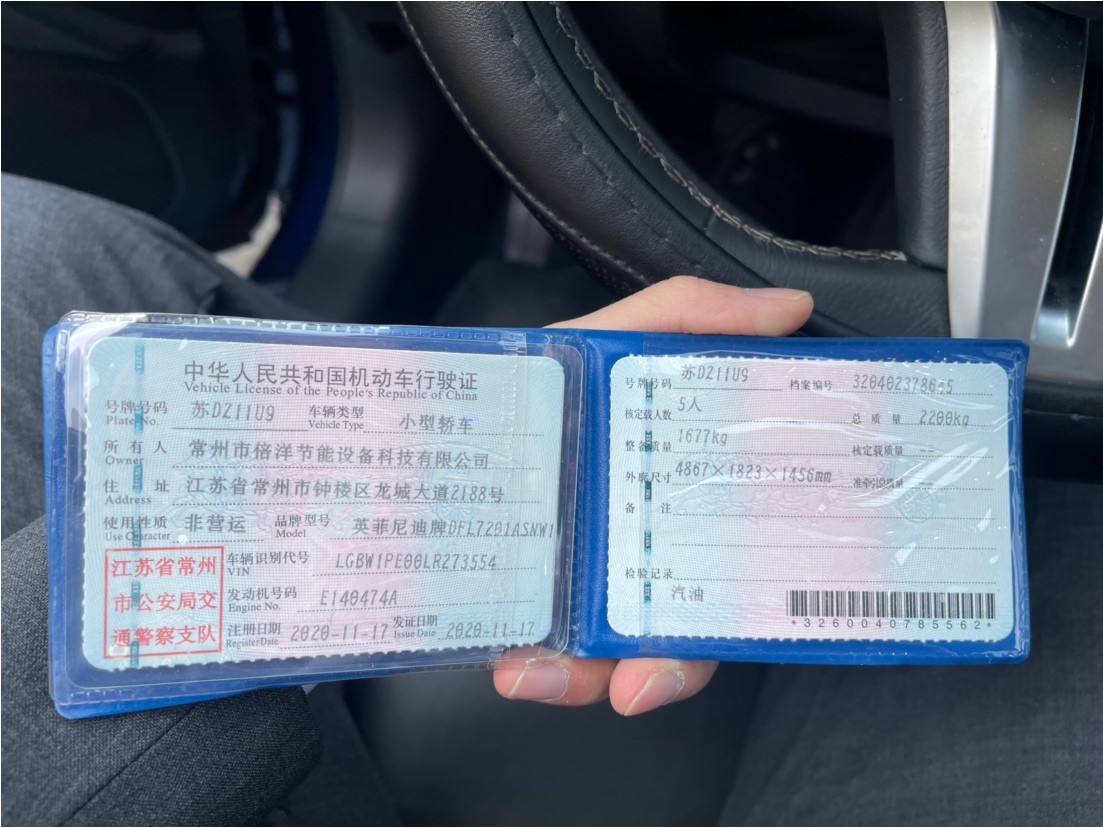 中华人民共和国机动车行驶证
Vehicle License of the People's Republic of China
号牌号码 苏DZ11U9 车辆类型 小型轿车
Plate No. Vehicle Type
所有人 常州市倍洋节能设备科技有限公司
Owner
住址 江苏省常州市钟楼区龙城大道2188号
Address
使用性质 非营运 品牌型号 英菲尼迪牌DFL7201ASNW1
Use Character Model
江苏省常州
市公安局交
通警察支队
车辆识别代号 LGBW1PE00LR273554
VIN
发动机号码 E140474A
Engine No.
注册日期 2020-11-17 发证日期 2020-11-17
Register Date Issue Date
号牌号码 苏DZ11U9 档案编号
核定载人数 5人 总质量 2200kg
整备质量 1677kg 核定载质量 --
外廓尺寸 4867×1823×1456mm 准牵引总质量 --
备注
检验记录
汽油
*3260040785562*